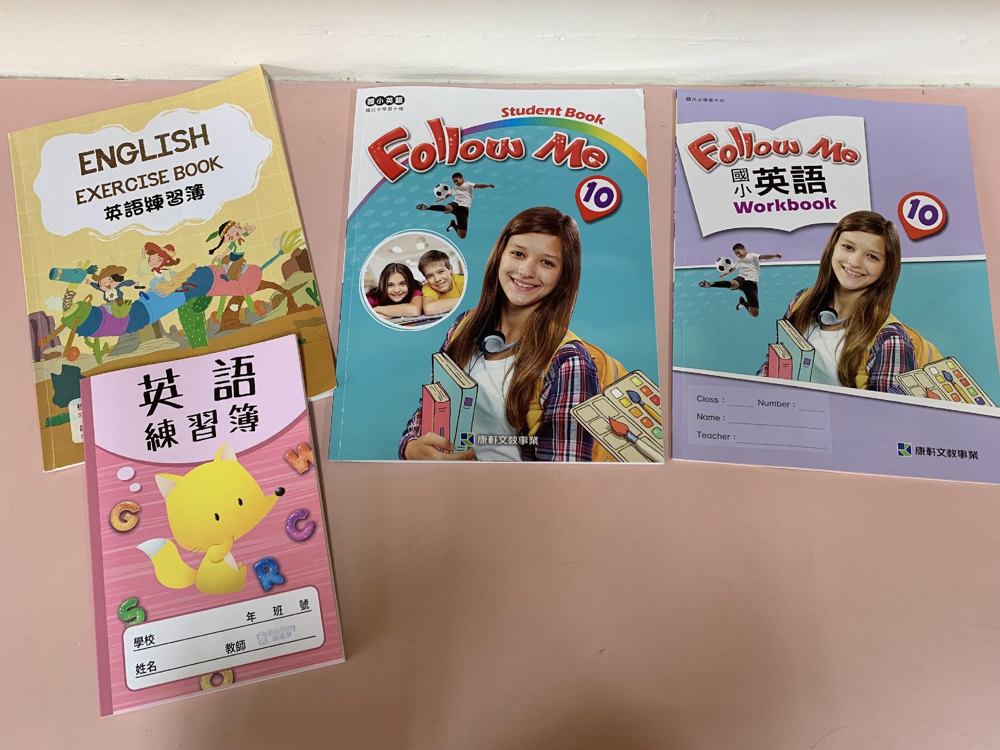 ENGLISH
EXERCISE BOOK
英語練習簿
英語
練習簿
W
G
C
R
S
年 班 號
學校
Miss Huang
教師
姓名
O
國小英語
國民小學第十冊
Student Book
Follow Me
10
康軒文教事業
國民小學第十冊
Follow Me
國小
英語
Workbook
10
Class：
Number：
Name：
Teacher：
康軒文教事業